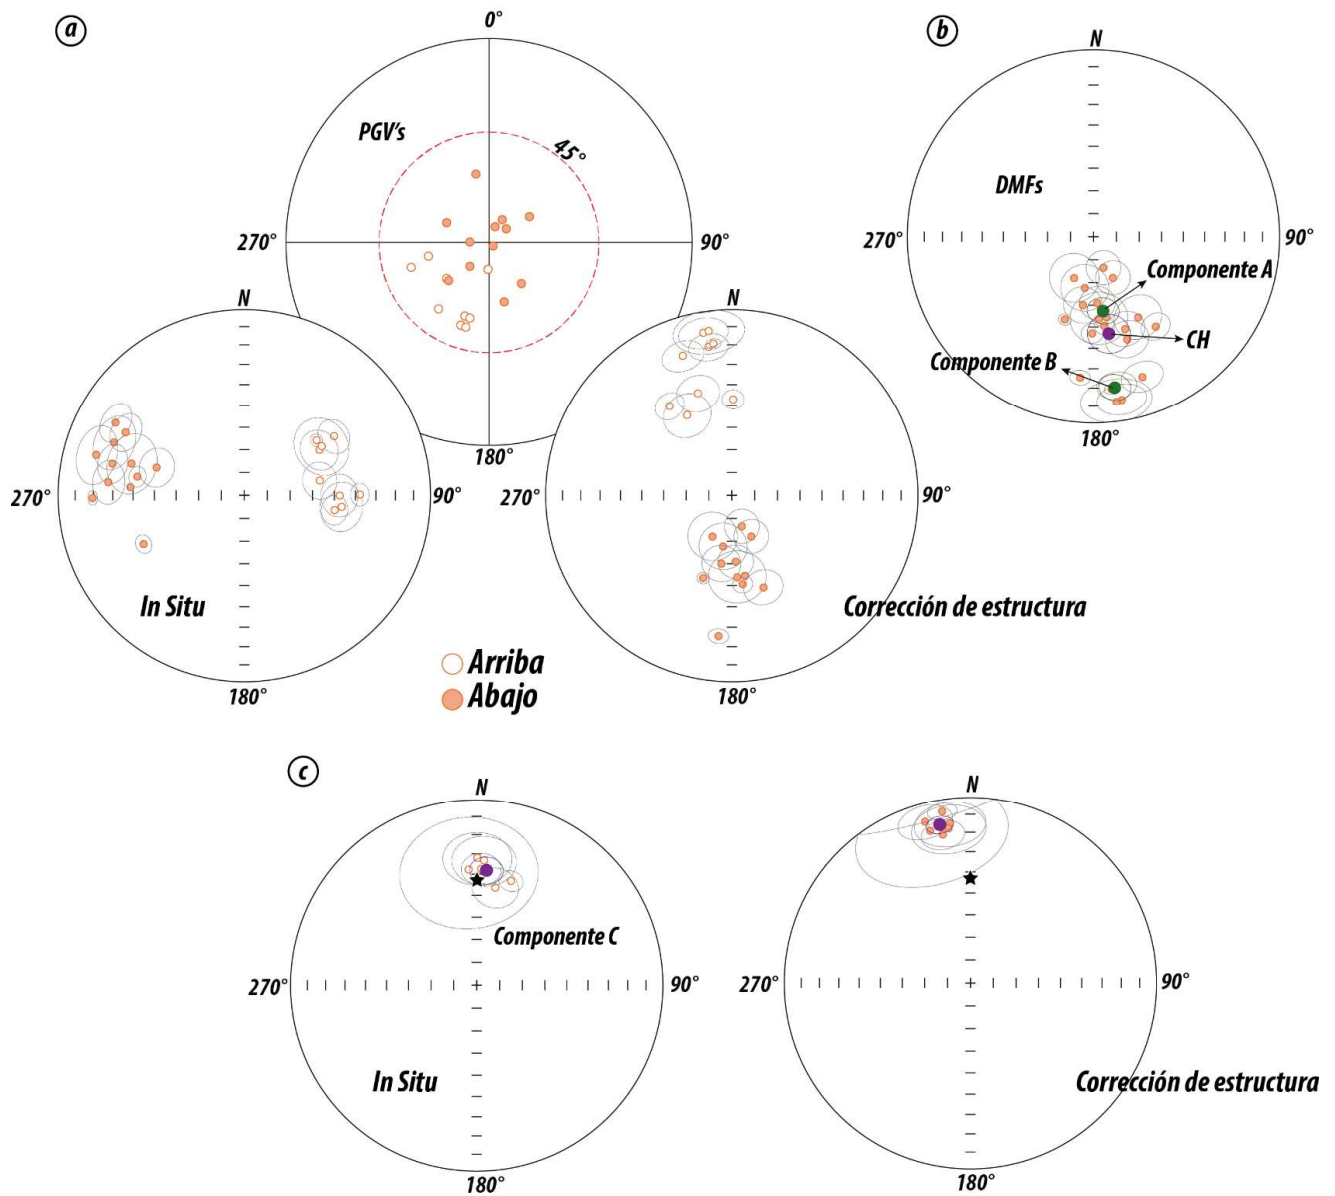 a
0°
PGV's
45°
270°
90°
180°
b
N
DMFs
270°
90°
Componente A
CH
Componente B
180°
N
270°
90°
In Situ
180°
N
270°
90°
Corrección de estructura
180°
Arriba
Abajo
c
N
270°
90°
Componente C
In Situ
180°
N
270°
90°
Corrección de estructura
180°